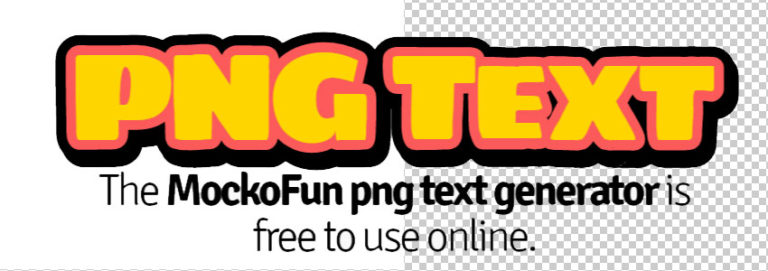 PNG TEXT
The MockoFun png text generator is
free to use online.